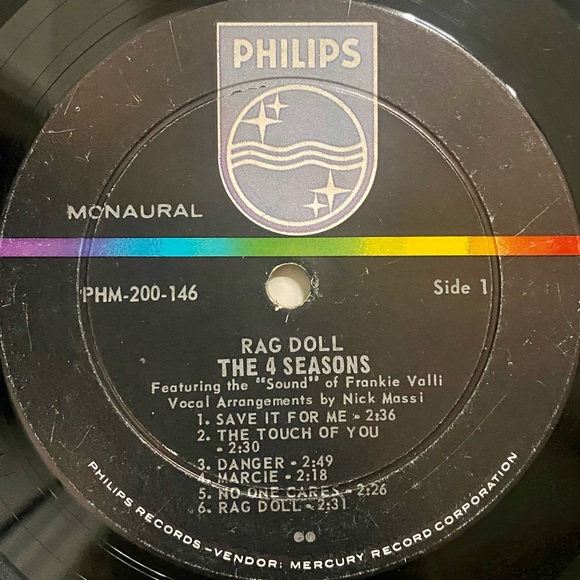 PHILIPS
MONAURAL
PHM-200-146
Side 1
RAG DOLL
THE 4 SEASONS
Featuring the "Sound" of Frankie Valli
Vocal Arrangements by Nick Massi
1. SAVE IT FOR ME - 2:36
2. THE TOUCH OF YOU
- 2:30
3. DANGER - 2:49
4. MARCIE - 2:18
5. NO ONE CARES - 2:26
6. RAG DOLL - 2:31
PHILIPS RECORDS - VENDOR: MERCURY RECORD CORPORATION